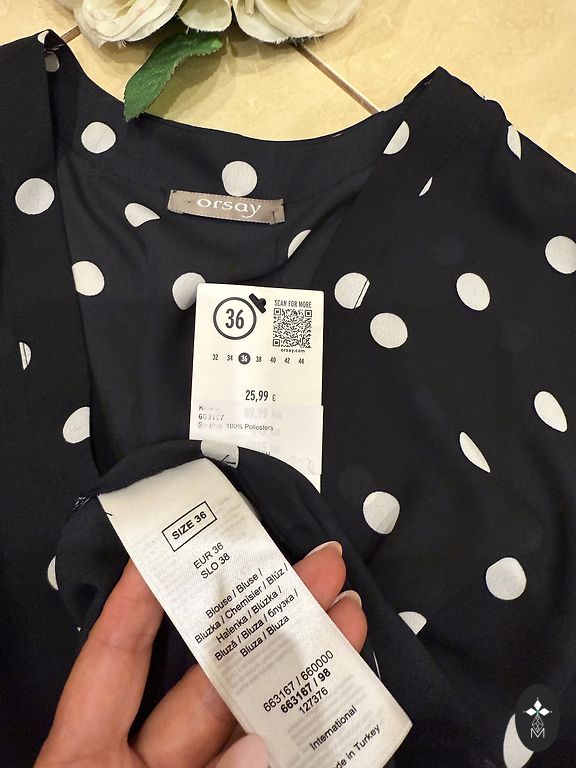 orsay
36
SCAN FOR MORE
orsay.com
32 34 36 38 40 42 44
25,99 £
663167
100% Poliesters
SIZE 36
EUR 36
SLO 38
Blouse / Bluse /
Bluzka / Chemisier / Blúz /
Halenka / Blúzka /
Bluză / Bluza / блузка /
Bluza / Bluza
663167 / 660000
663167 / 98
127376
International
de in Turkey
M